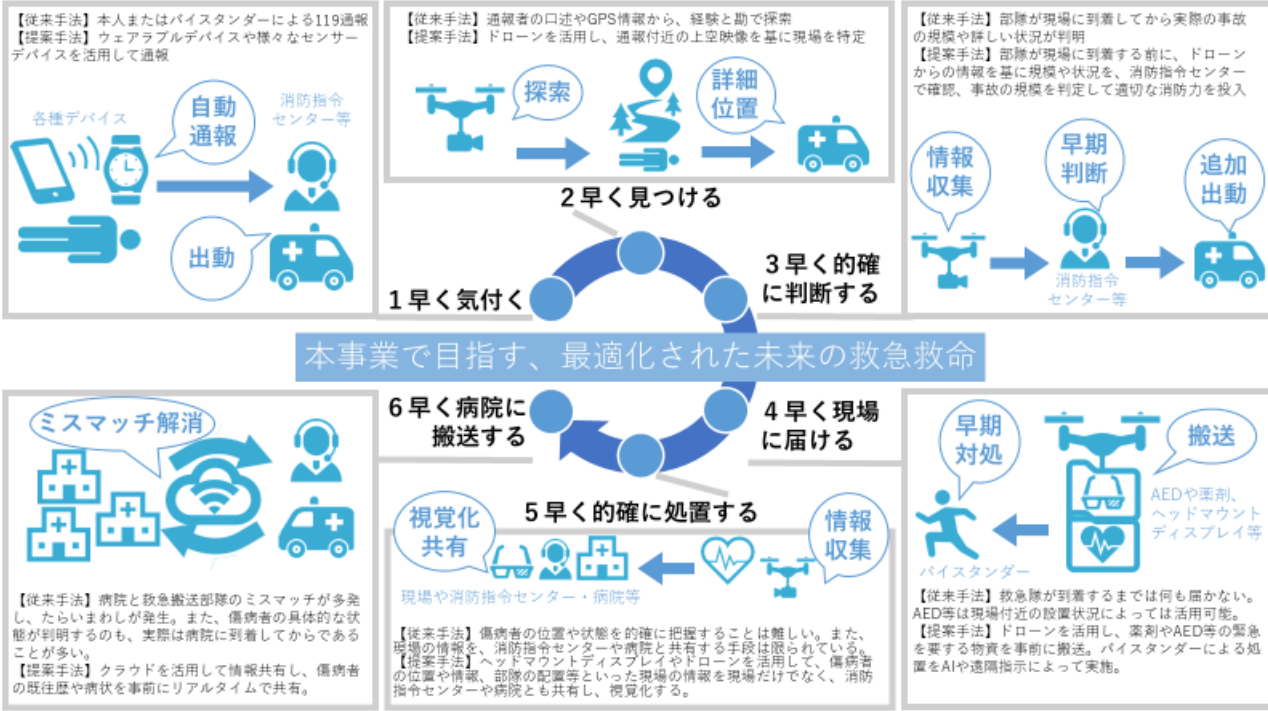 【従来手法】本人またはバイスタンダーによる119通報
【提案手法】ウェアラブルデバイスや様々なセンサー
デバイスを活用して通報
各種デバイス
自動
通報
消防指令
センター等
出動
1早く気付く
【従来手法】通報者の口述やGPS情報から、経験と勘で探索
【提案手法】ドローンを活用し、通報付近の上空映像を基に現場を特定
探索
詳細
位置
2早く見つける
【従来手法】部隊が現場に到着してから実際の事故
の規模や詳しい状況が判明
【提案手法】部隊が現場に到着する前に、ドローン
からの情報を基に規模や状況を、消防指令センター
で確認、事故の規模を判定して適切な消防力を投入
情報
収集
早期
判断
追加
出動
消防指令
センター等
3早く的確
に判断する
本事業で目指す、最適化された未来の救急救命
4早く現場
に届ける
早期
対処
搬送
AEDや薬剤、
ヘッドマウント
ディスプレイ等
バイスタンダー
【従来手法】救急隊が到着するまでは何も届かない。
AED等は現場付近の設置状況によっては活用可能。
【提案手法】ドローンを活用し、薬剤やAED等の緊急
を要する物資を事前に搬送。バイスタンダーによる処
置をAIや遠隔指示によって実施。
5早く的確に処置する
視覚化
共有
情報
収集
現場や消防指令センター・病院等
【従来手法】傷病者の位置や状態を的確に把握することは難しい。また、
現場の情報を、消防指令センターや病院と共有する手段は限られている。
【提案手法】ヘッドマウントディスプレイやドローンを活用して、傷病者
の位置や情報、部隊の配置等といった現場の情報を現場だけでなく、消防
指令センターや病院とも共有し、視覚化する。
6早く病院に
搬送する
ミスマッチ解消
【従来手法】病院と救急搬送部隊のミスマッチが多発
し、たらいまわしが発生。また、傷病者の具体的な状
態が判明するのも、実際は病院に到着してからである
ことが多い。
【提案手法】クラウドを活用して情報共有し、傷病者
の既往歴や病状を事前にリアルタイムで共有。